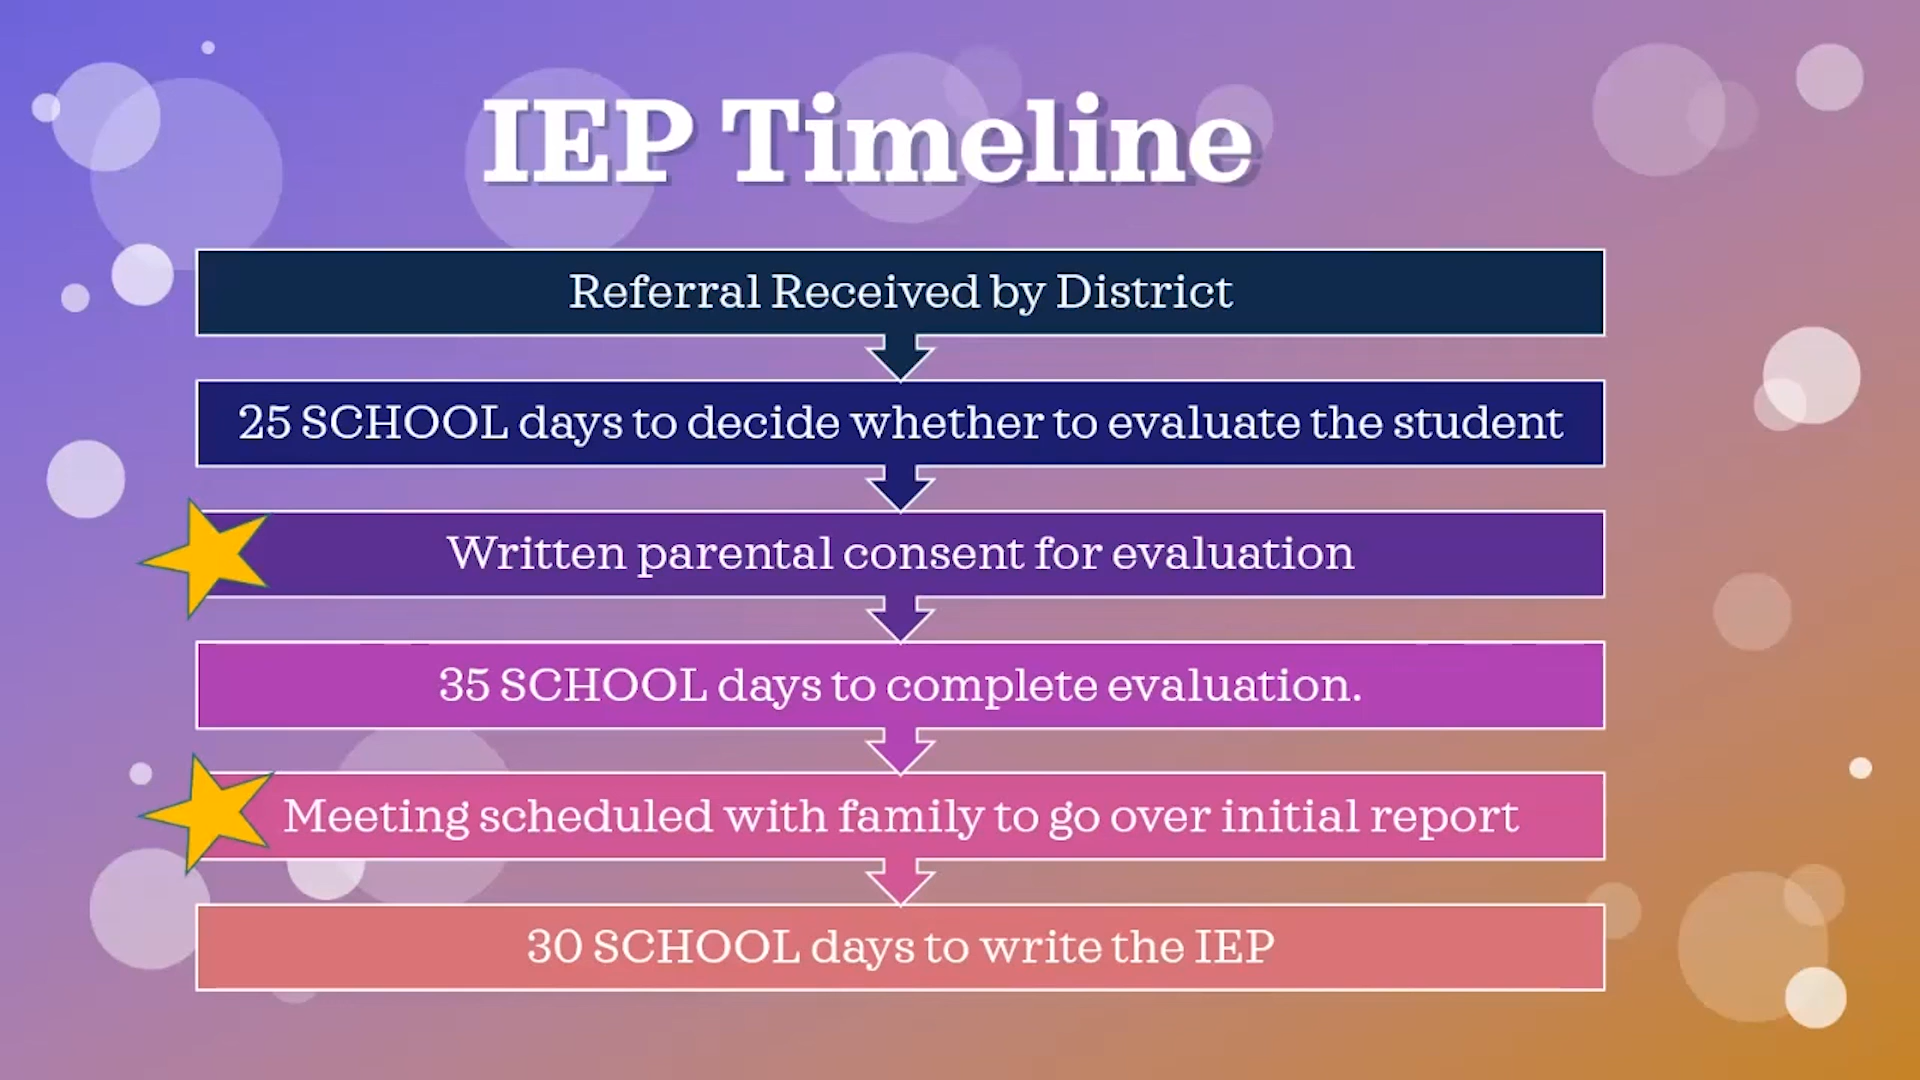 IEP Timeline
Referral Received by District
25 SCHOOL days to decide whether to evaluate the student
Written parental consent for evaluation
35 SCHOOL days to complete evaluation.
Meeting scheduled with family to go over initial report
30 SCHOOL days to write the IEP